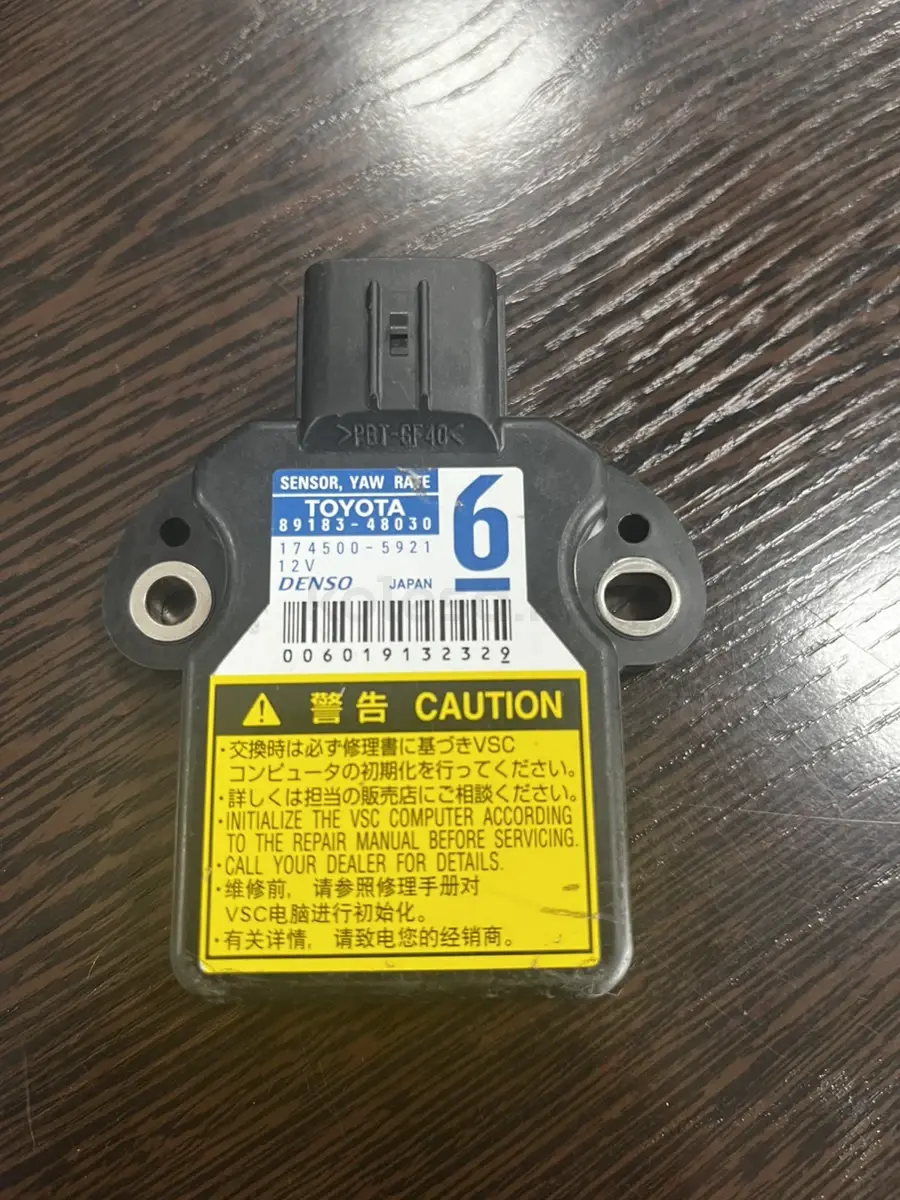 >PBT-GF40<
SENSOR, YAW RATE
TOYOTA
89183-48030
6
174500-5921
12V
DENSO JAPAN
006019132329
警告 CAUTION
・交換時は必ず修理書に基づきVSC
コンピュータの初期化を行ってください。
・詳しくは担当の販売店にご相談ください。
・INITIALIZE THE VSC COMPUTER ACCORDING
TO THE REPAIR MANUAL BEFORE SERVICING.
・CALL YOUR DEALER FOR DETAILS.
・维修前，请参照修理手册对
VSC电脑进行初始化。
・有关详情，请致电您的经销商。